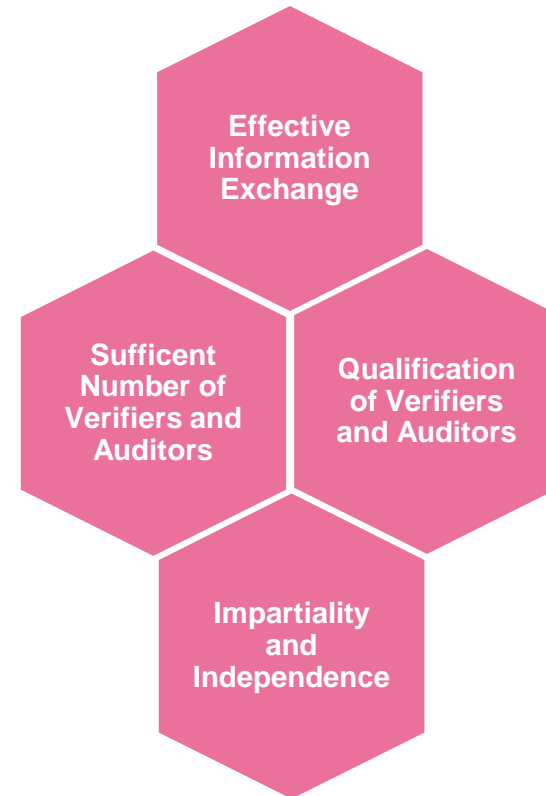 Effective
Information
Exchange
Sufficent
Number of
Verifiers and
Auditors
Qualification
of Verifiers
and Auditors
Impartiality
and
Independence